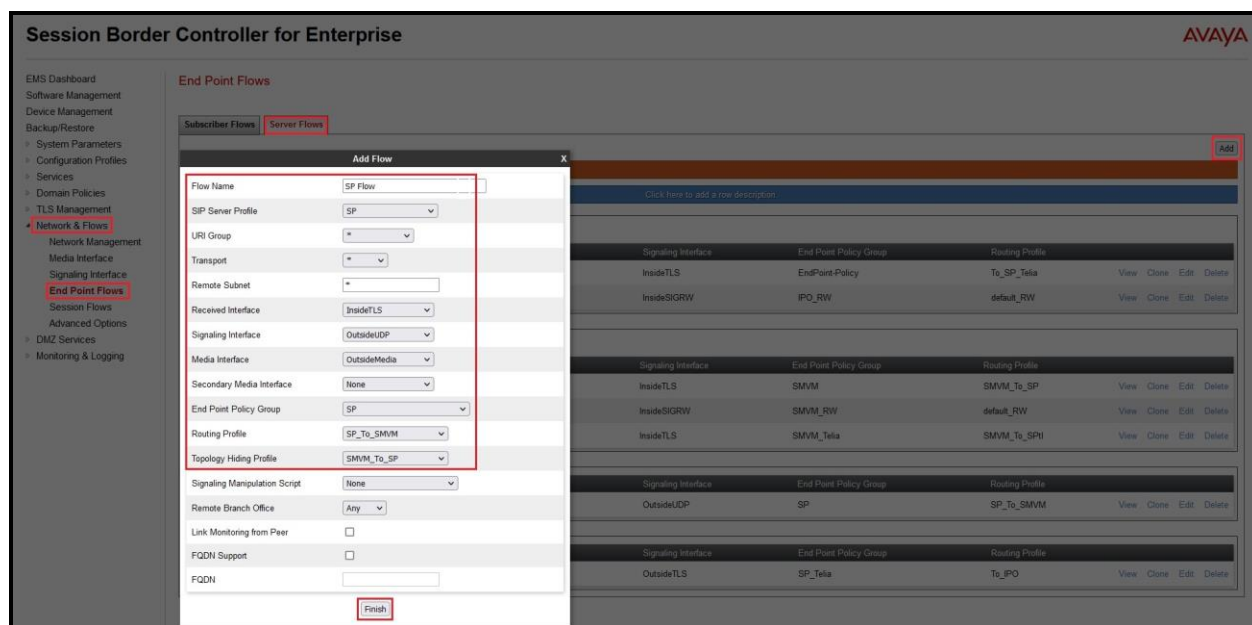 Session Border Controller for Enterprise
AVAYA
EMS Dashboard
Software Management
Device Management
Backup/Restore
System Parameters
Configuration Profiles
Services
Domain Policies
TLS Management
Network & Flows
Network Management
Media Interface
Signaling Interface
End Point Flows
Session Flows
Advanced Options
DMZ Services
Monitoring & Logging
End Point Flows
Subscriber Flows Server Flows
Add
Click here to add a row description
Add Flow X
Flow Name SP Flow
SIP Server Profile SP
URI Group *
Transport *
Remote Subnet *
Received Interface InsideTLS
Signaling Interface OutsideUDP
Media Interface OutsideMedia
Secondary Media Interface None
End Point Policy Group SP
Routing Profile SP_To_SMVM
Topology Hiding Profile SMVM_To_SP
Signaling Manipulation Script None
Remote Branch Office Any
Link Monitoring from Peer
FQDN Support
FQDN
Finish
Signaling Interface End Point Policy Group Routing Profile
InsideTLS EndPoint-Policy To_SP_Telia View Clone Edit Delete
InsideSIGRW IPO_RW default_RW View Clone Edit Delete
Signaling Interface End Point Policy Group Routing Profile
InsideTLS SMVM SMVM_To_SP View Clone Edit Delete
InsideSIGRW SMVM_RW default_RW View Clone Edit Delete
InsideTLS SMVM_Telia SMVM_To_SPtl View Clone Edit Delete
Signaling Interface End Point Policy Group Routing Profile
OutsideUDP SP SP_To_SMVM View Clone Edit Delete
Signaling Interface End Point Policy Group Routing Profile
OutsideTLS SP_Telia To_IPO View Clone Edit Delete